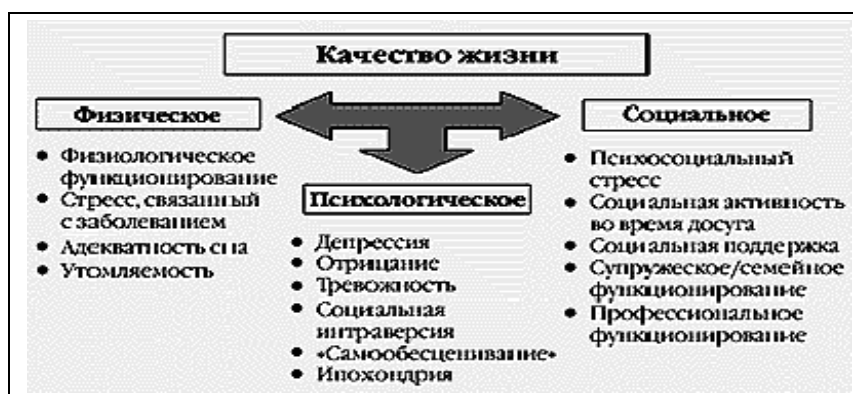 Качество жизни
Физическое
• Физиологическое
функционирование
• Стресс, связанный
с заболеванием
• Адекватность сна
• Утомляемость
Психологическое
• Депрессия
• Отрицание
• Тревожность
• Социальная
интраверсия
• «Самообесценивание»
• Ипохондрия
Социальное
• Психосоциальный
стресс
• Социальная активность
во время досуга
• Социальная поддержка
• Супружеское/семейное
функционирование
• Профессиональное
функционирование